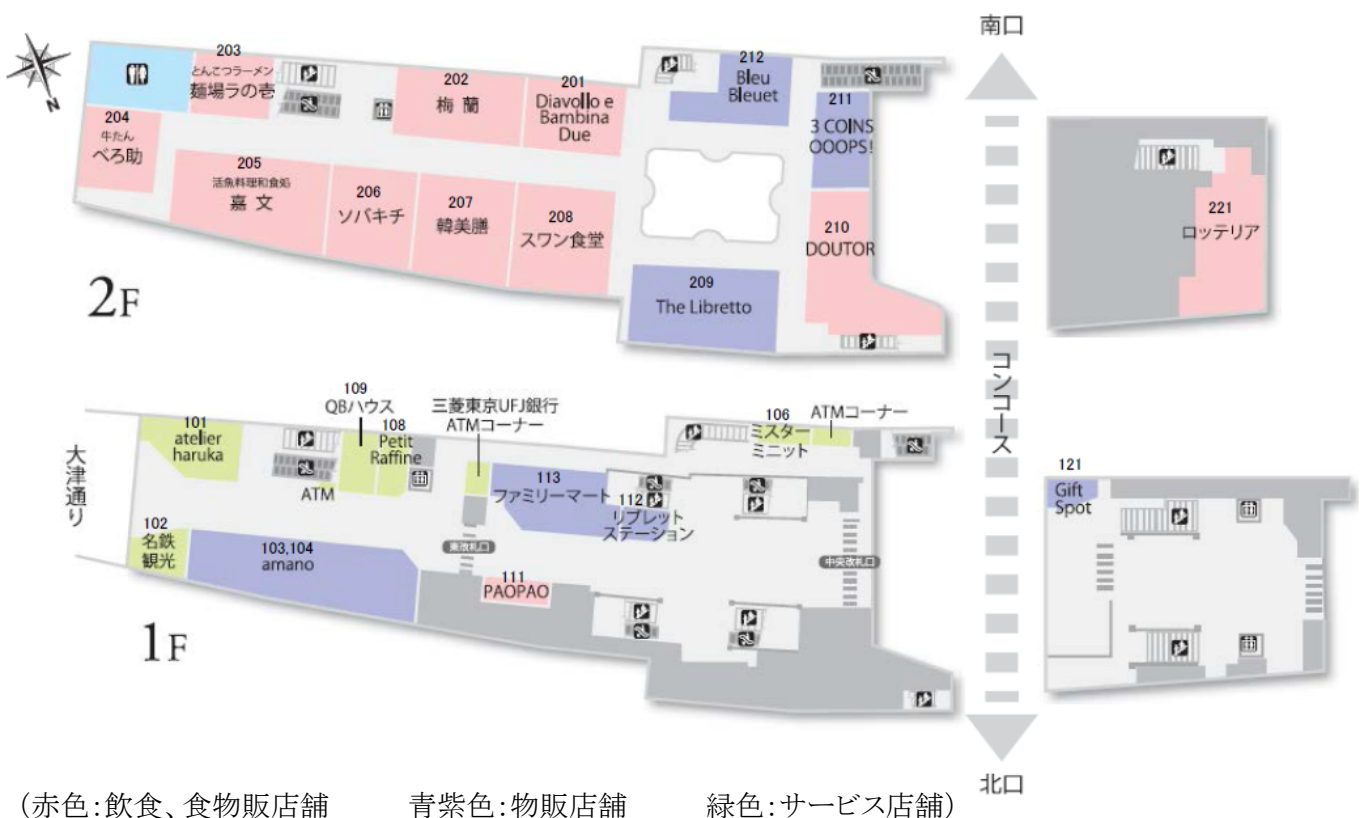 南口
N
203
とんこつラーメン
麺場ラの壱
202
梅 蘭
201
Diavollo e
Bambina
Due
212
Bleu
Bleuet
211
3 COINS
OOOPS!
204
牛たん
べろ助
205
活魚料理和食処
嘉 文
206
ソバキチ
207
韓美膳
208
スワン食堂
209
The Libretto
210
DOUTOR
221
ロッテリア
2F
コンコース
大津通り
101
atelier
haruka
109
QBハウス
108
Petit
Raffine
三菱東京UFJ銀行
ATMコーナー
106
ミスター
ミニット
ATMコーナー
ATM
113
ファミリーマート
112
リブレット
ステーション
102
名鉄
観光
103,104
amano
東改札口
111
PAOPAO
中央改札口
121
Gift
Spot
1F
北口
(赤色:飲食、食物販店舗 青紫色:物販店舗 緑色:サービス店舗)